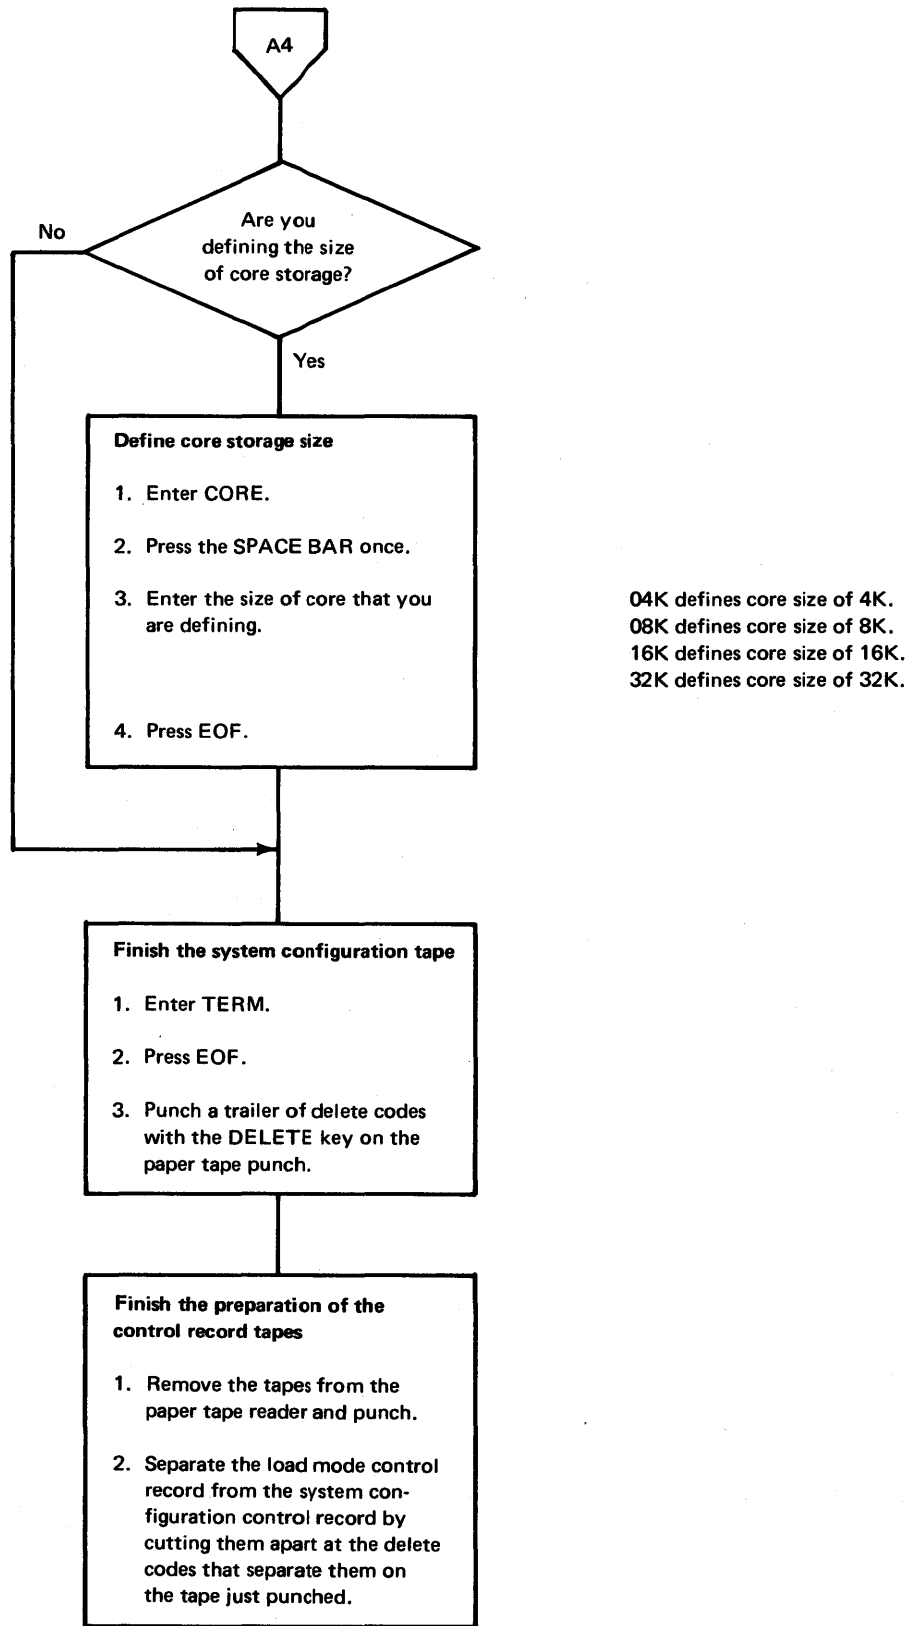 A4
Are you
defining the size
of core storage?
No
Yes
Define core storage size
1. Enter CORE.
2. Press the SPACE BAR once.
3. Enter the size of core that you
are defining.
04K defines core size of 4K.
08K defines core size of 8K.
16K defines core size of 16K.
32K defines core size of 32K.
4. Press EOF.
Finish the system configuration tape
1. Enter TERM.
2. Press EOF.
3. Punch a trailer of delete codes
with the DELETE key on the
paper tape punch.
Finish the preparation of the
control record tapes
1. Remove the tapes from the
paper tape reader and punch.
2. Separate the load mode control
record from the system con-
figuration control record by
cutting them apart at the delete
codes that separate them on
the tape just punched.